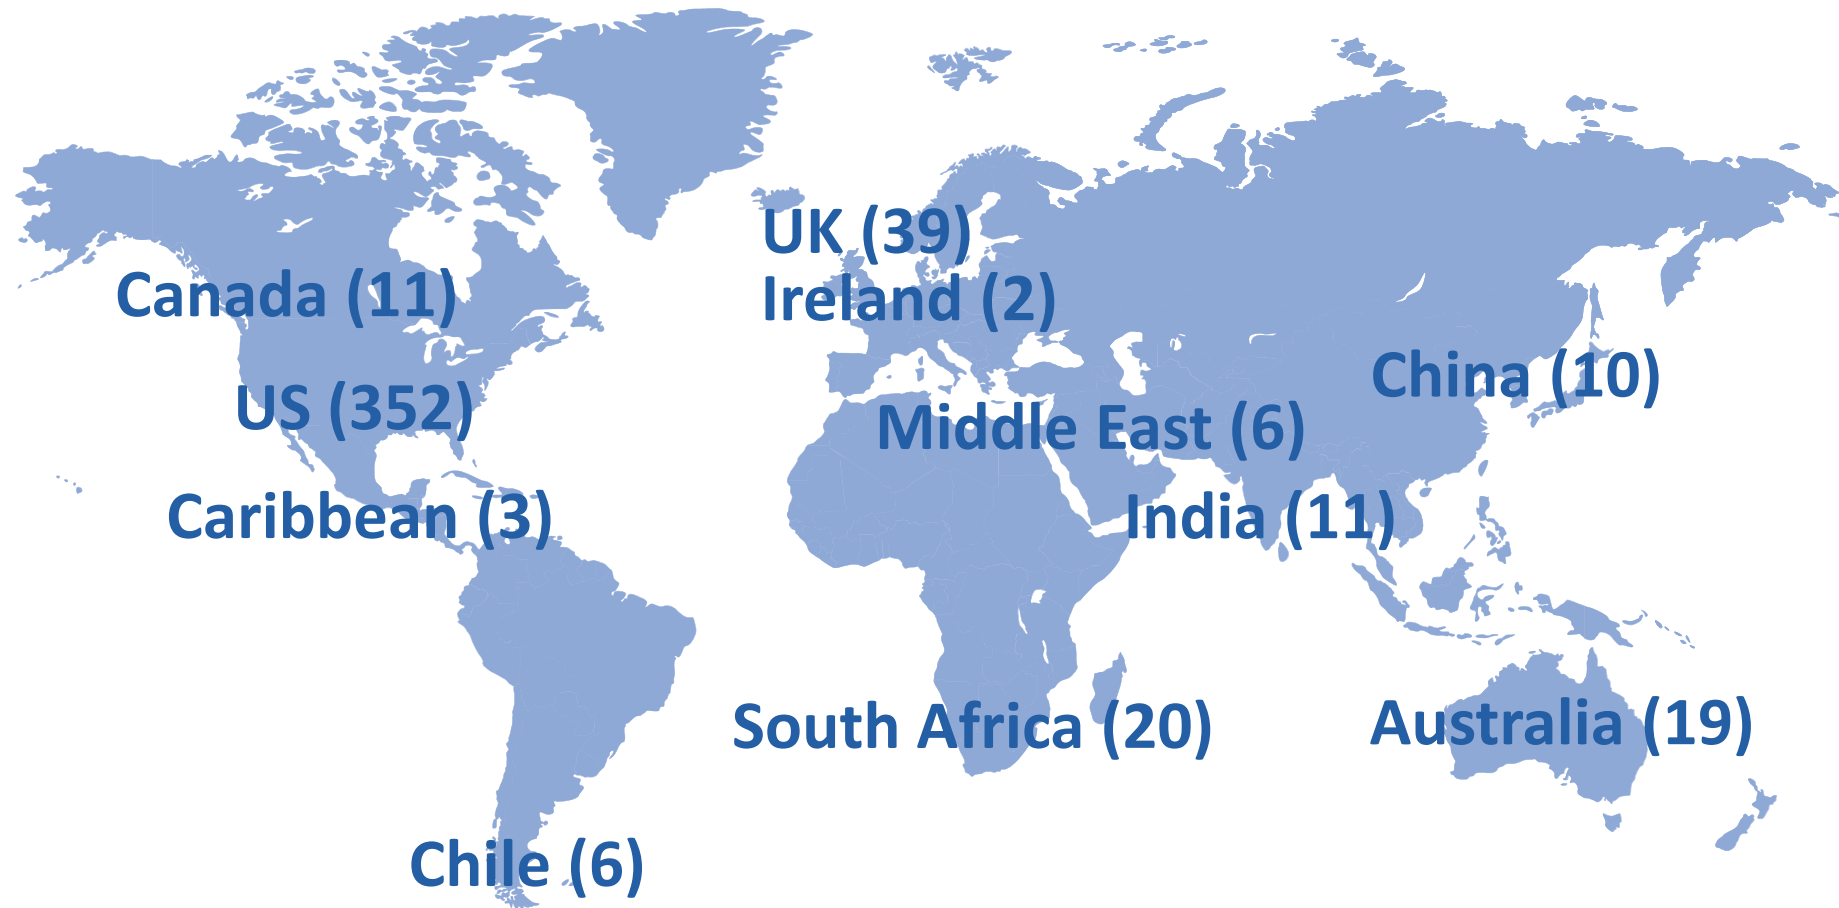 UK (39)
Canada (11)
Ireland (2)
China (10)
US (352)
Middle East (6)
Caribbean (3)
India (11)
South Africa (20)
Australia (19)
Chile (6)